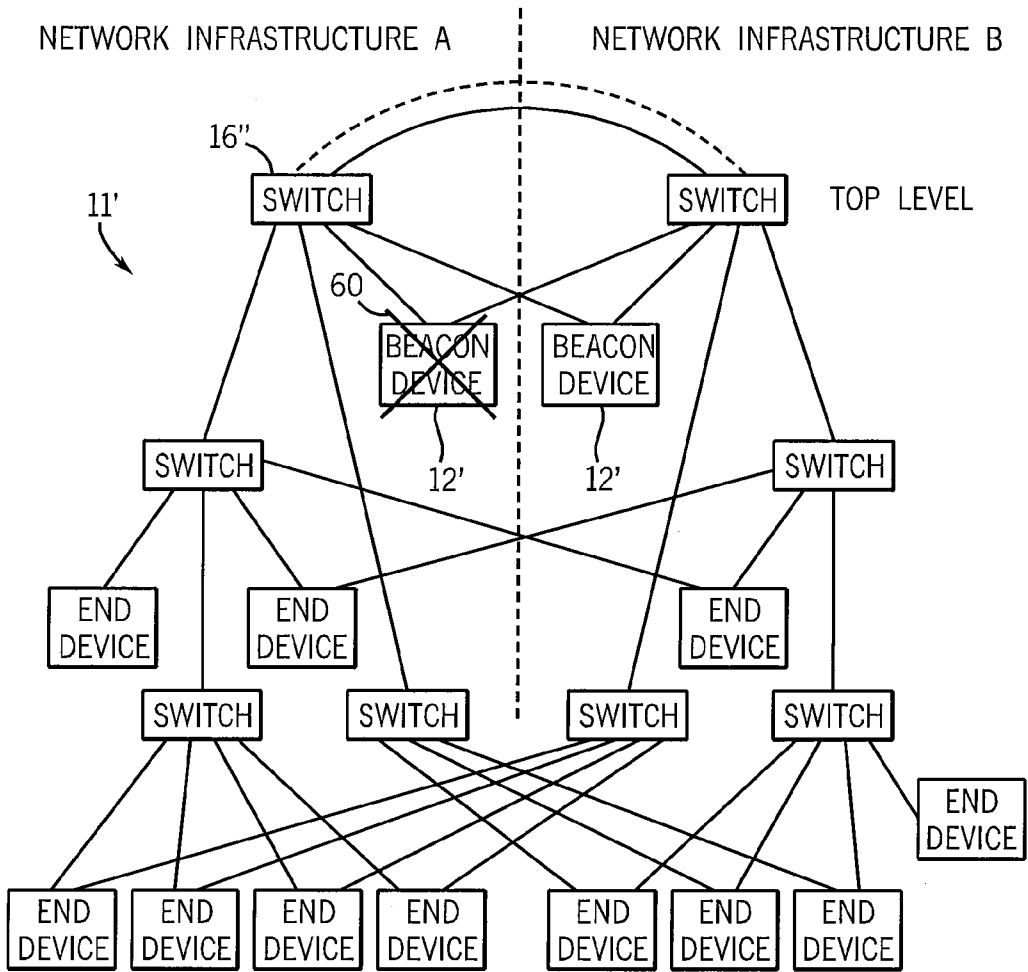 NETWORK INFRASTRUCTURE A
NETWORK INFRASTRUCTURE B
16"
SWITCH
SWITCH
TOP LEVEL
11'
60
BEACON
DEVICE
BEACON
DEVICE
12'
12'
SWITCH
SWITCH
END
DEVICE
END
DEVICE
END
DEVICE
SWITCH
SWITCH
SWITCH
SWITCH
END
DEVICE
END
DEVICE
END
DEVICE
END
DEVICE
END
DEVICE
END
DEVICE
END
DEVICE
END
DEVICE